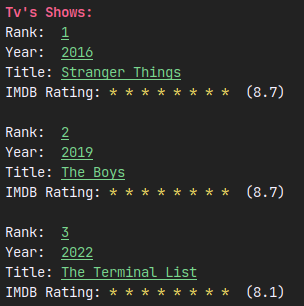 Tv's Shows:
Rank: 1
Year: 2016
Title: Stranger Things
IMDB Rating: * * * * * * * * (8.7)
Rank: 2
Year: 2019
Title: The Boys
IMDB Rating: * * * * * * * * (8.7)
Rank: 3
Year: 2022
Title: The Terminal List
IMDB Rating: * * * * * * * * (8.1)